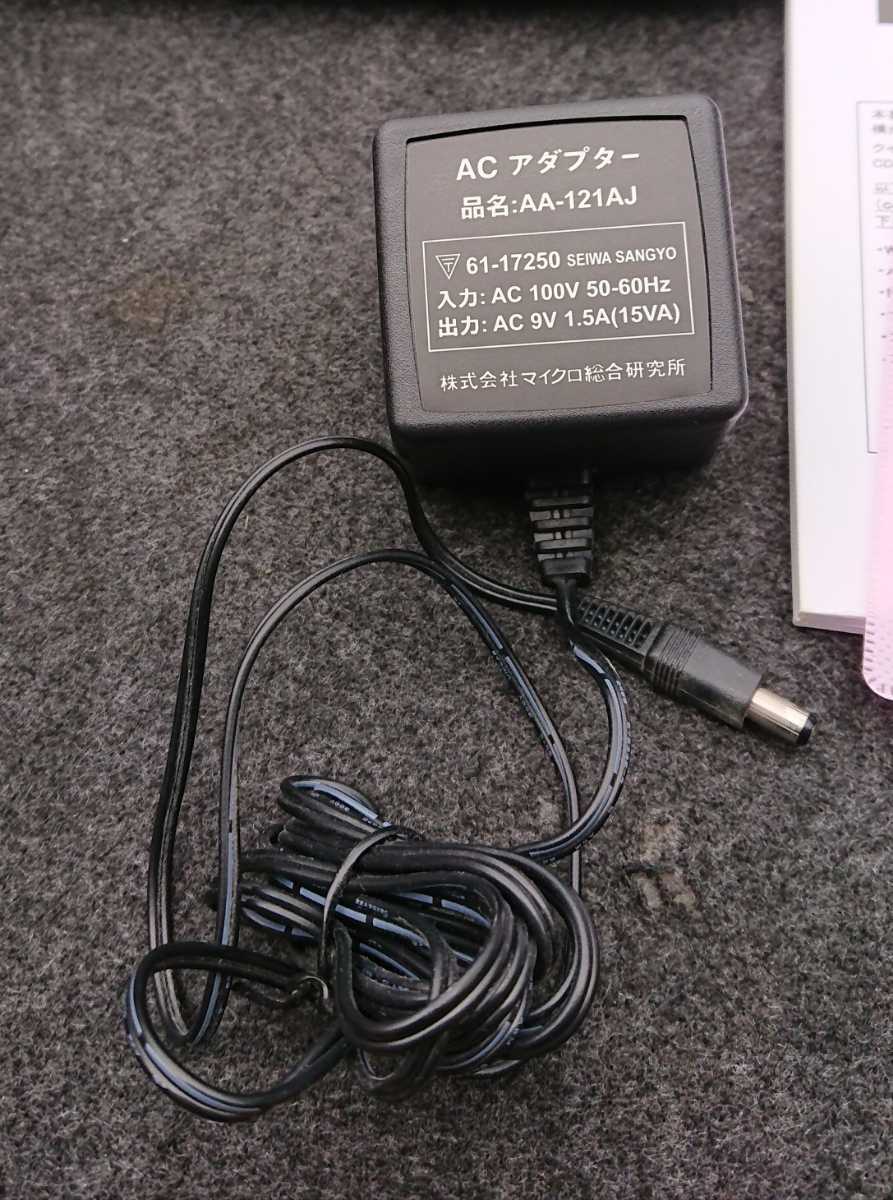 AC アダプター
品名:AA-121AJ
〒 61-17250 SEIWA SANGYO
入力: AC 100V 50-60Hz
出力: AC 9V 1.5A(15VA)
株式会社マイクロ総合研究所